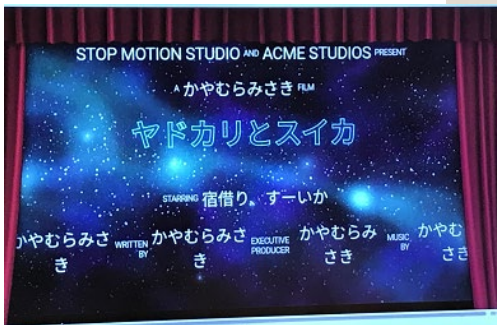 STOP MOTION STUDIO AND ACME STUDIOS PRESENT
A かやむらみさき FILM
ヤドカリとスイカ
STARRING 宿借り。すーいか
かやむらみさき WRITTEN BY かやむらみさき EXECUTIVE PRODUCER かやむらみさき MUSIC BY かやむさき